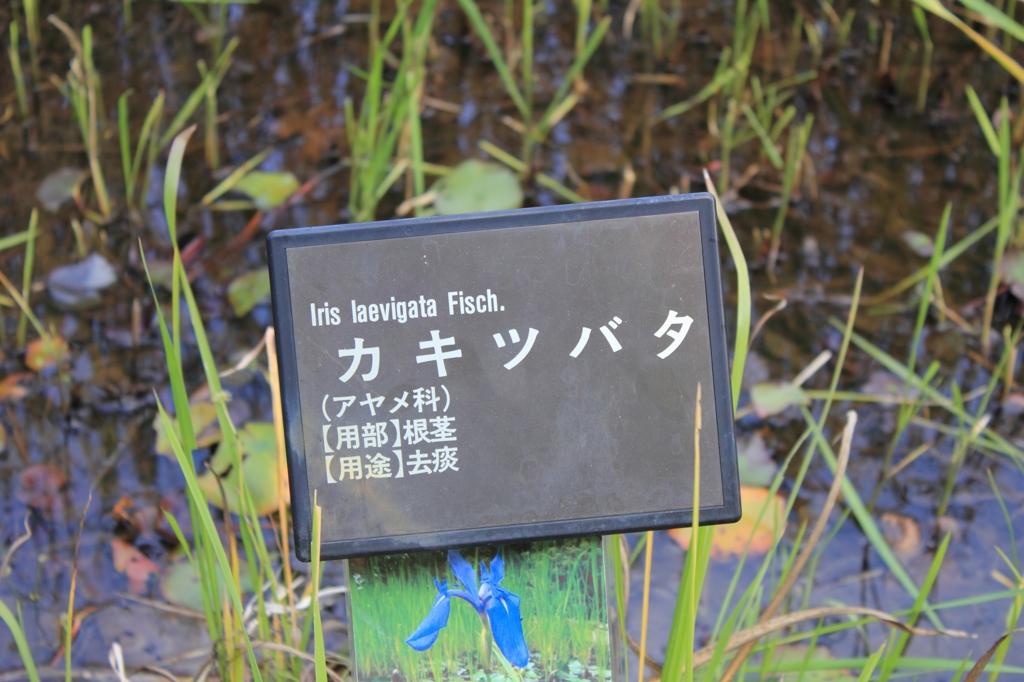 Iris laevigata Fisch.
カキツバタ
(アヤメ科)
【用部】根茎
【用途】去痰